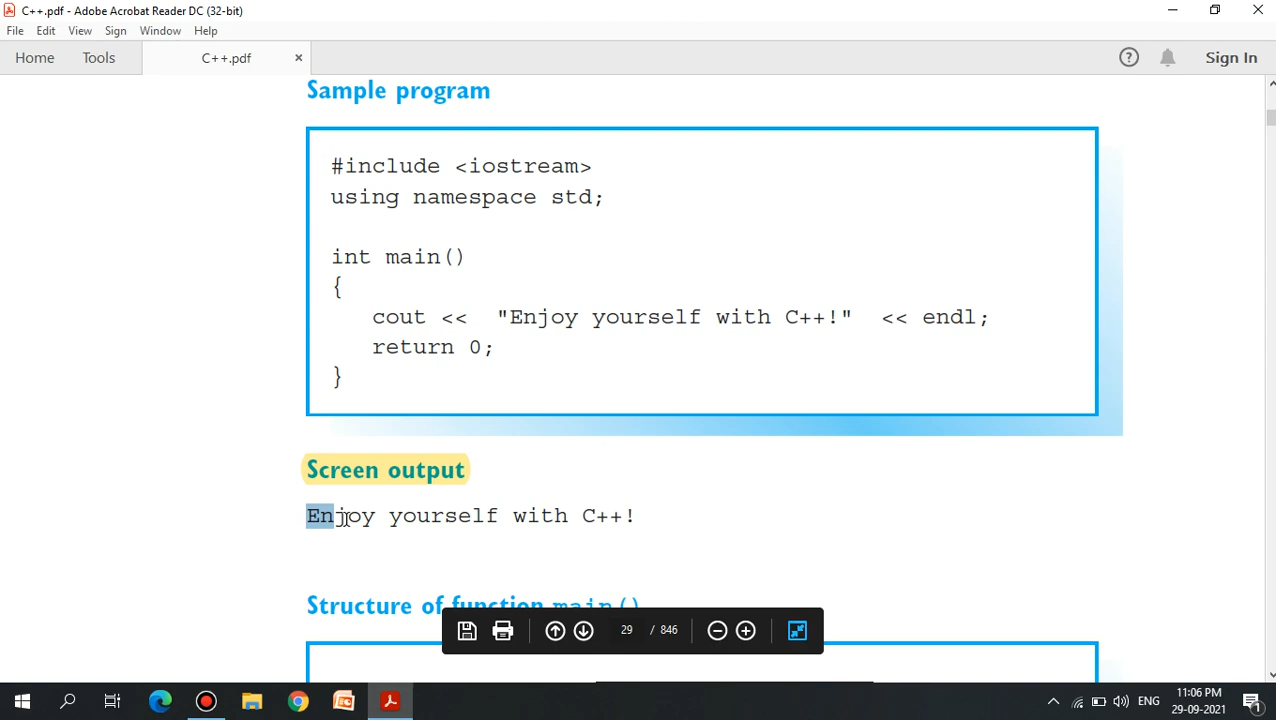 C++.pdf - Adobe Acrobat Reader DC (32-bit)
File Edit View Sign Window Help
Home Tools C++.pdf × ? Sign In
Sample program
#include <iostream>
using namespace std;
int main()
{
cout << "Enjoy yourself with C++!" << endl;
return 0;
}
Screen output
Enjoy yourself with C++!
Structure of function main()
29 / 846
ENG 11:06 PM
29-09-2021
1